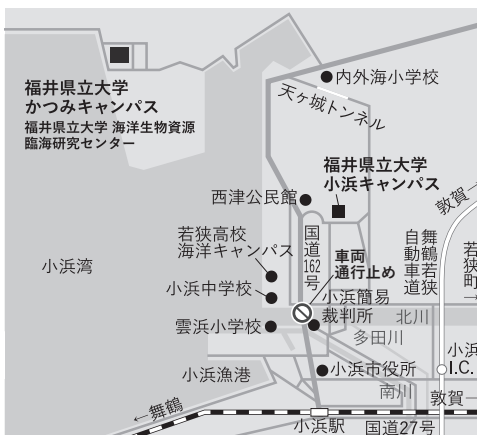 福井県立大学
かつみキャンパス
福井県立大学 海洋生物資源
臨海研究センター
内外海小学校
天ヶ城トンネル
福井県立大学
小浜キャンパス
西津公民館
敦賀→
若狭高校
海洋キャンパス
国道162号
車両
通行止め
舞鶴若狭
自動車道
若狭町→
小浜湾
小浜中学校
小浜簡易
裁判所
北川
雲浜小学校
多田川
小浜
I.C.
小浜漁港
小浜市役所
南川
敦賀→
←舞鶴
小浜駅
国道27号